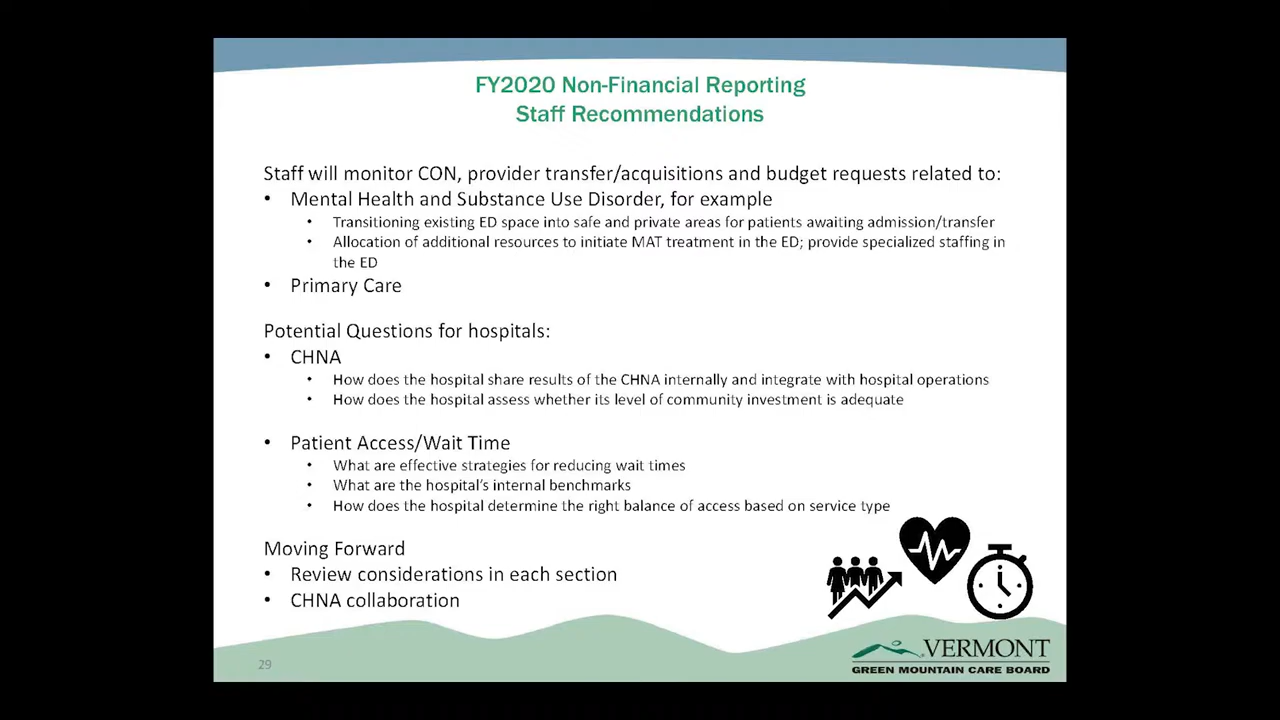 FY2020 Non-Financial Reporting
Staff Recommendations
Staff will monitor CON, provider transfer/acquisitions and budget requests related to:
• Mental Health and Substance Use Disorder, for example
• Transitioning existing ED space into safe and private areas for patients awaiting admission/transfer
• Allocation of additional resources to initiate MAT treatment in the ED; provide specialized staffing in
the ED
• Primary Care
Potential Questions for hospitals:
• CHNA
• How does the hospital share results of the CHNA internally and integrate with hospital operations
• How does the hospital assess whether its level of community investment is adequate
• Patient Access/Wait Time
• What are effective strategies for reducing wait times
• What are the hospital's internal benchmarks
• How does the hospital determine the right balance of access based on service type
Moving Forward
• Review considerations in each section
• CHNA collaboration
29
VERMONT
GREEN MOUNTAIN CARE BOARD